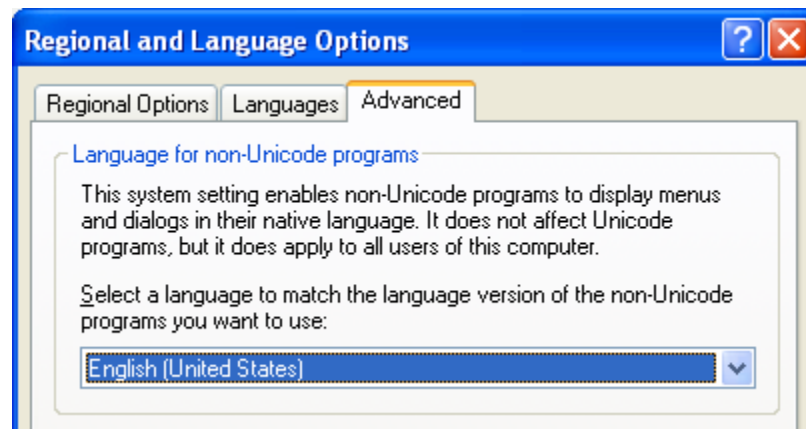 Regional and Language Options
Regional Options Languages Advanced
Language for non-Unicode programs
This system setting enables non-Unicode programs to display menus
and dialogs in their native language. It does not affect Unicode
programs, but it does apply to all users of this computer.
Select a language to match the language version of the non-Unicode
programs you want to use:
English (United States)